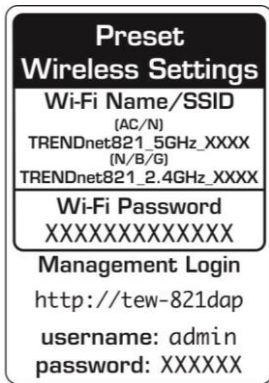 Preset
Wireless Settings
Wi-Fi Name/SSID
(AC/N)
TRENDnet821_5GHz_XXXX
(N/B/G)
TRENDnet821_2.4GHz_XXXX
Wi-Fi Password
XXXXXXXXXXXXX
Management Login
http://tew-821dap
username: admin
password: XXXXXX